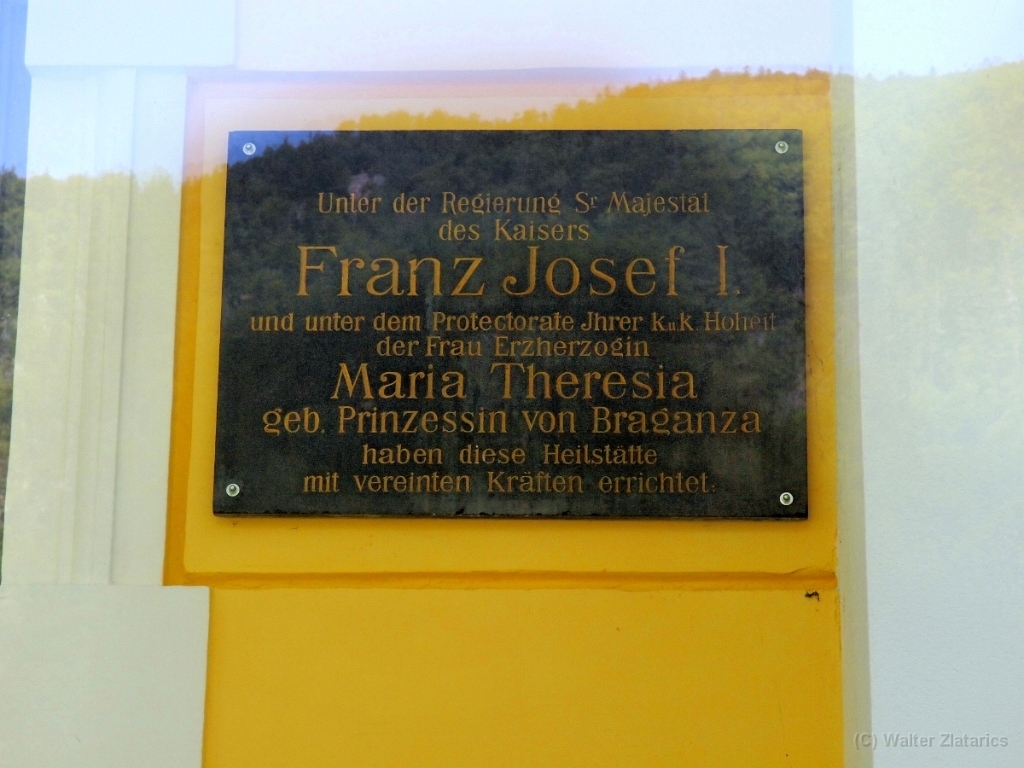 Unter der Regierung Sr Majestät
des Kaisers
Franz Josef I.
und unter dem Protectorate Jhrer k.u.k. Hoheit
der Frau Erzherzogin
Maria Theresia
geb. Prinzessin von Braganza
haben diese Heilstätte
mit vereinten Kräften errichtet:
(C) Walter Zlatarics